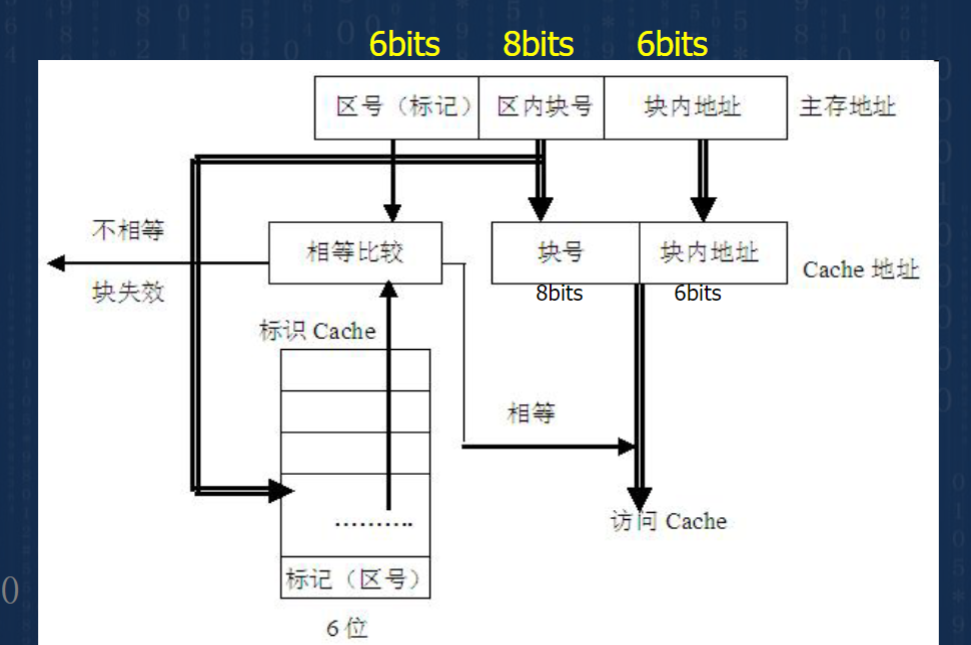 6bits 8bits 6bits
区号（标记） 区内块号 块内地址 主存地址
不相等
相等比较 块号 块内地址 Cache 地址
块失效
8bits 6bits
标识 Cache
相等
………..
访问 Cache
标记（区号）
6 位